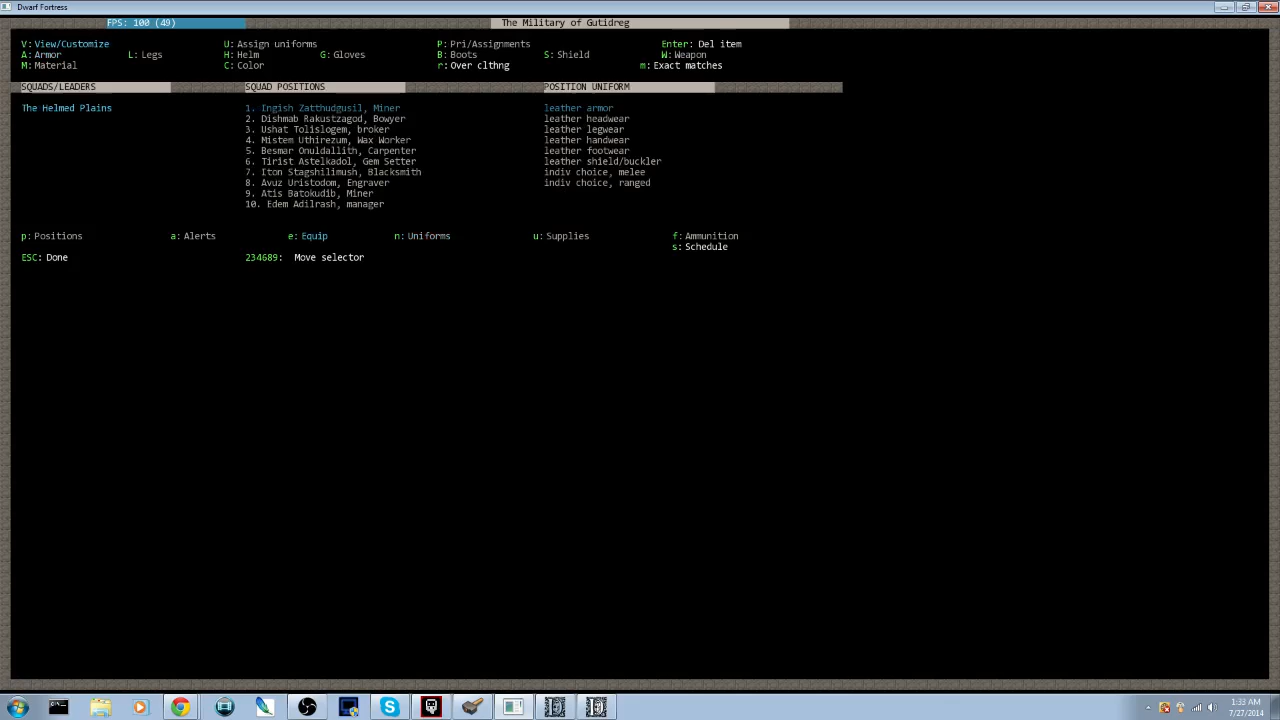 Dwarf Fortress
FPS: 100 (49) The Military of Gutidreg
V: View/Customize U: Assign uniforms P: Pri/Assignments Enter: Del item
A: Armor L: Legs H: Helm G: Gloves B: Boots S: Shield W: Weapon
M: Material C: Color r: Over clthng m: Exact matches
SQUADS/LEADERS SQUAD POSITIONS POSITION UNIFORM
The Helmed Plains 1. Ingish Zatthudgusil, Miner leather armor
2. Dishmab Rakustzagod, Bowyer leather headwear
3. Ushat Tolislogem, broker leather legwear
4. Mistem Uthirezum, Wax Worker leather handwear
5. Besmar Onuldallith, Carpenter leather footwear
6. Tirist Astelkadol, Gem Setter leather shield/buckler
7. Iton Stagshilimush, Blacksmith indiv choice, melee
8. Avuz Uristodom, Engraver indiv choice, ranged
9. Atis Batokudib, Miner
10. Edem Adilrash, manager
p: Positions a: Alerts e: Equip n: Uniforms u: Supplies f: Ammunition
s: Schedule
ESC: Done 234689: Move selector
1:33 AM
7/27/2014